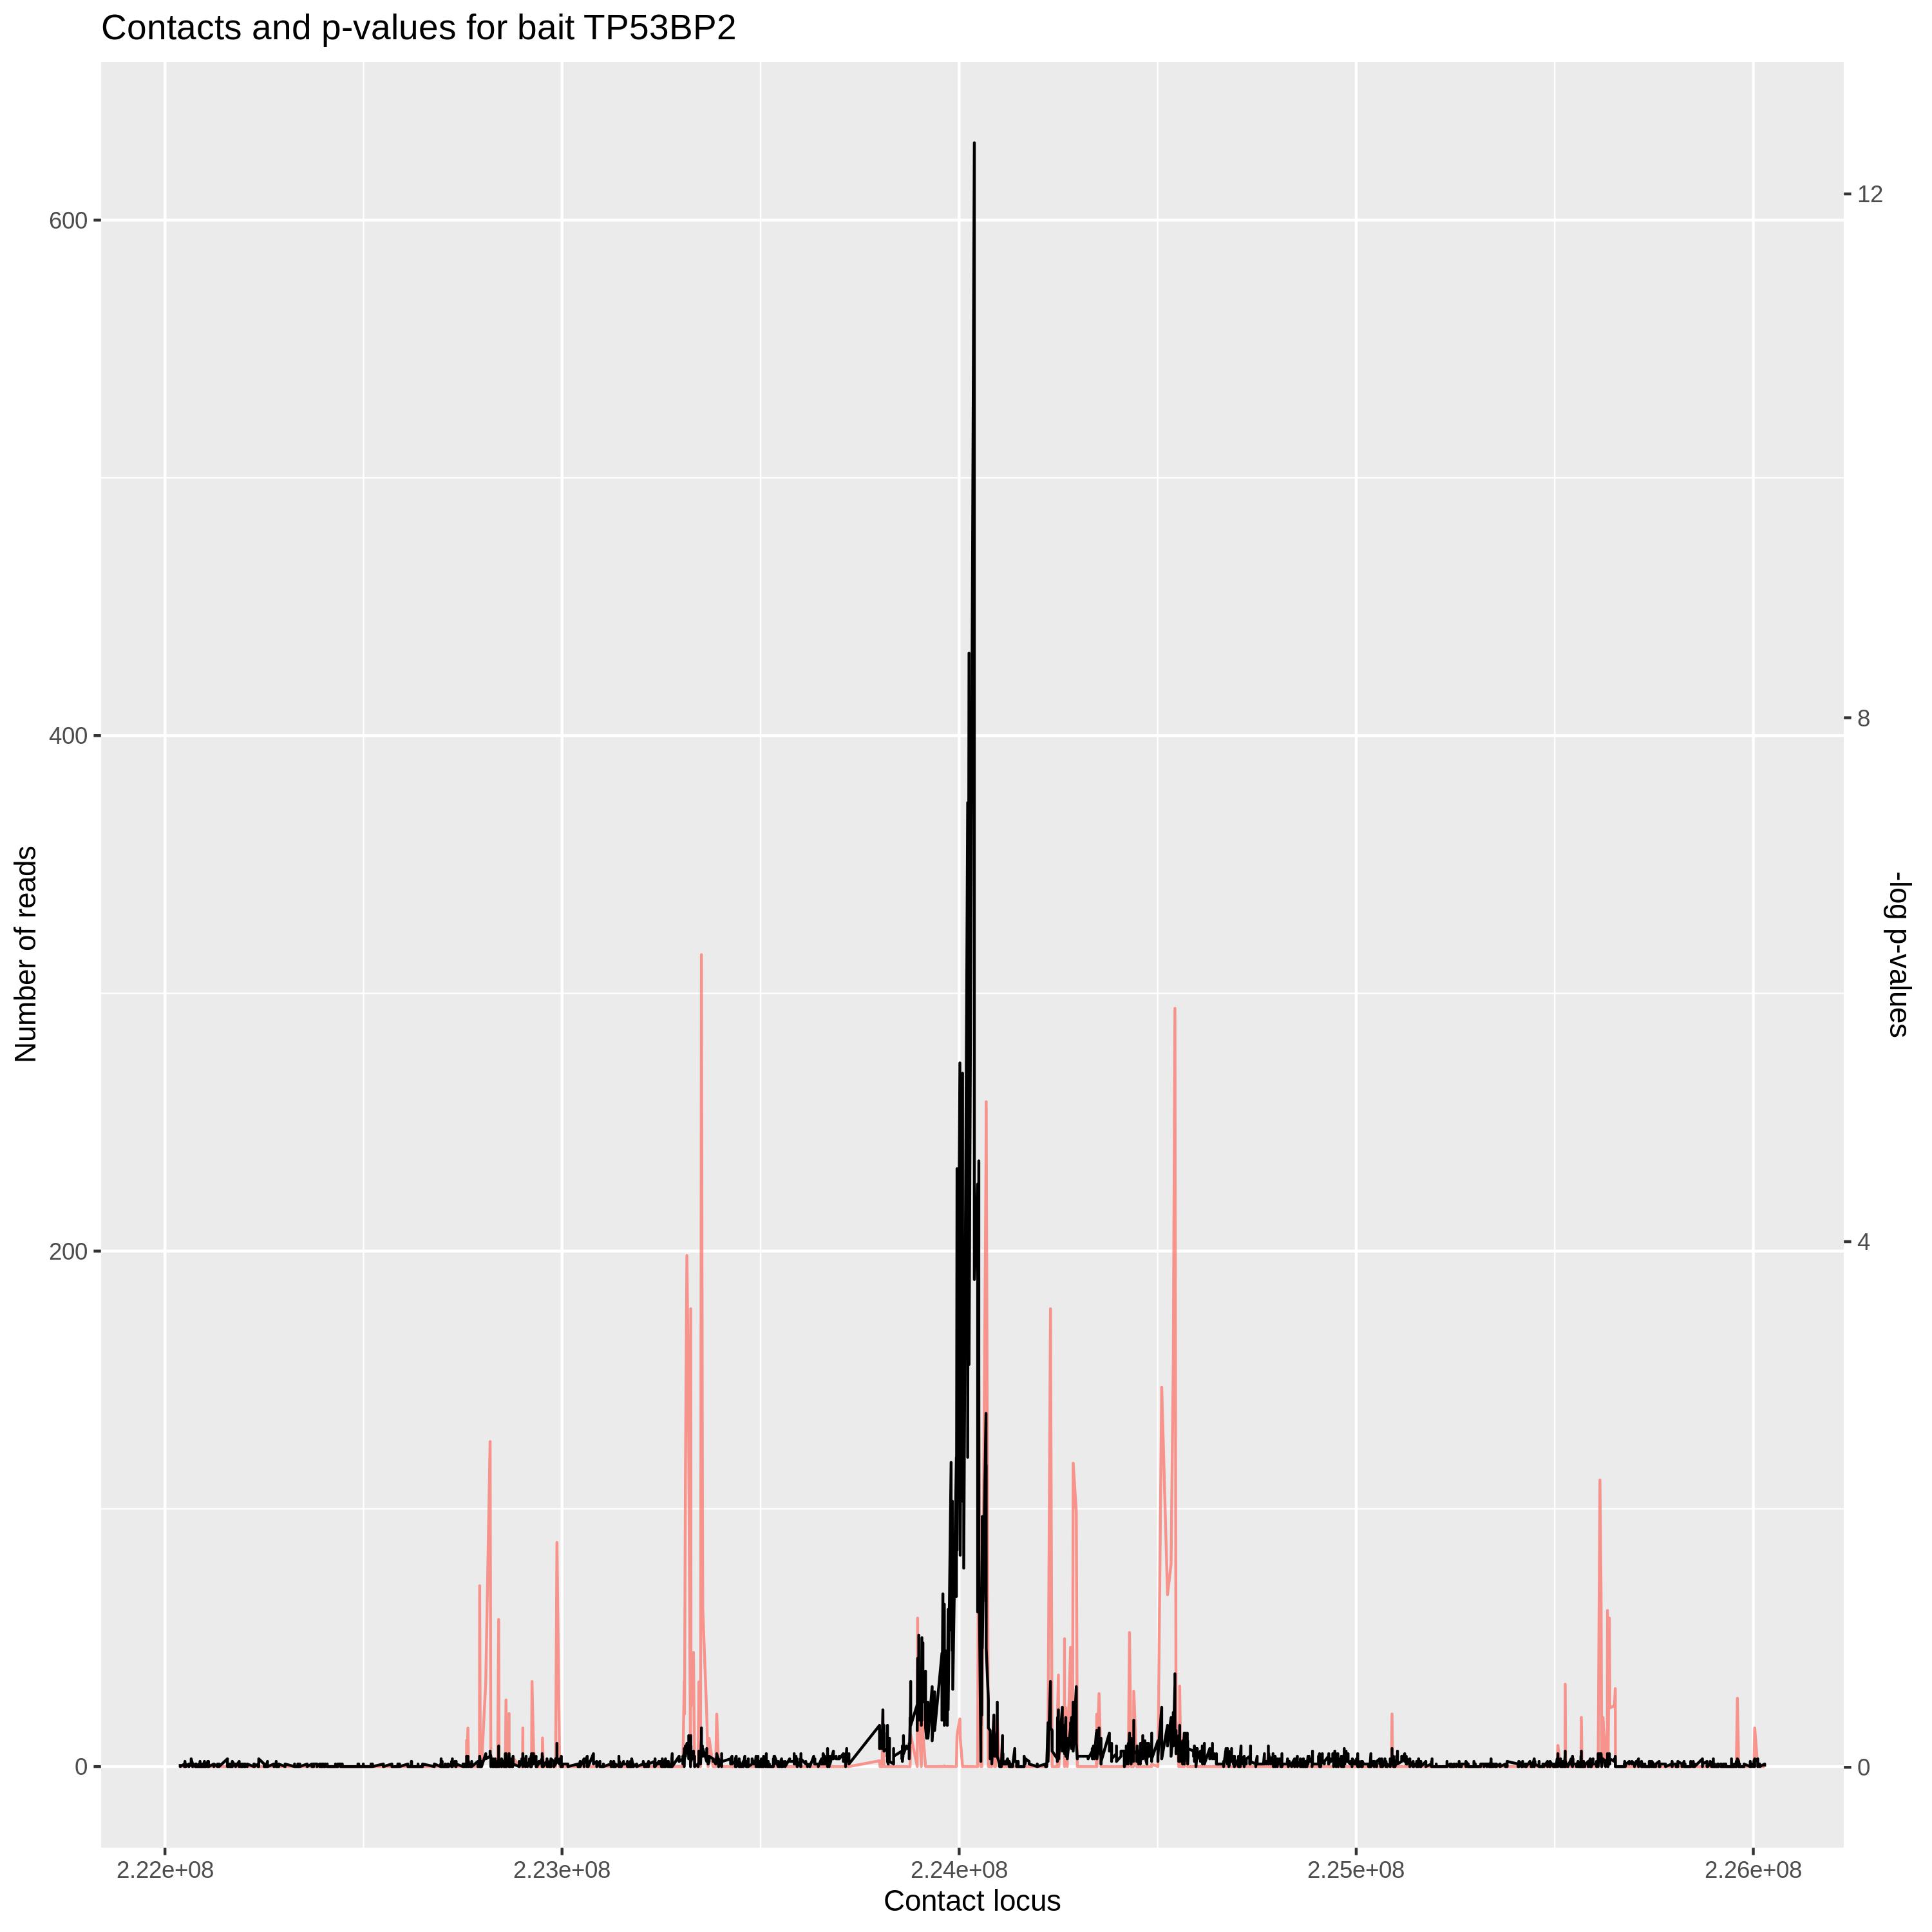 Contacts and p-values for bait TP53BP2
600
400
200
0
Number of reads
12
8
4
0
-log p-values
2.22e+08
2.23e+08
2.24e+08
2.25e+08
2.26e+08
Contact locus